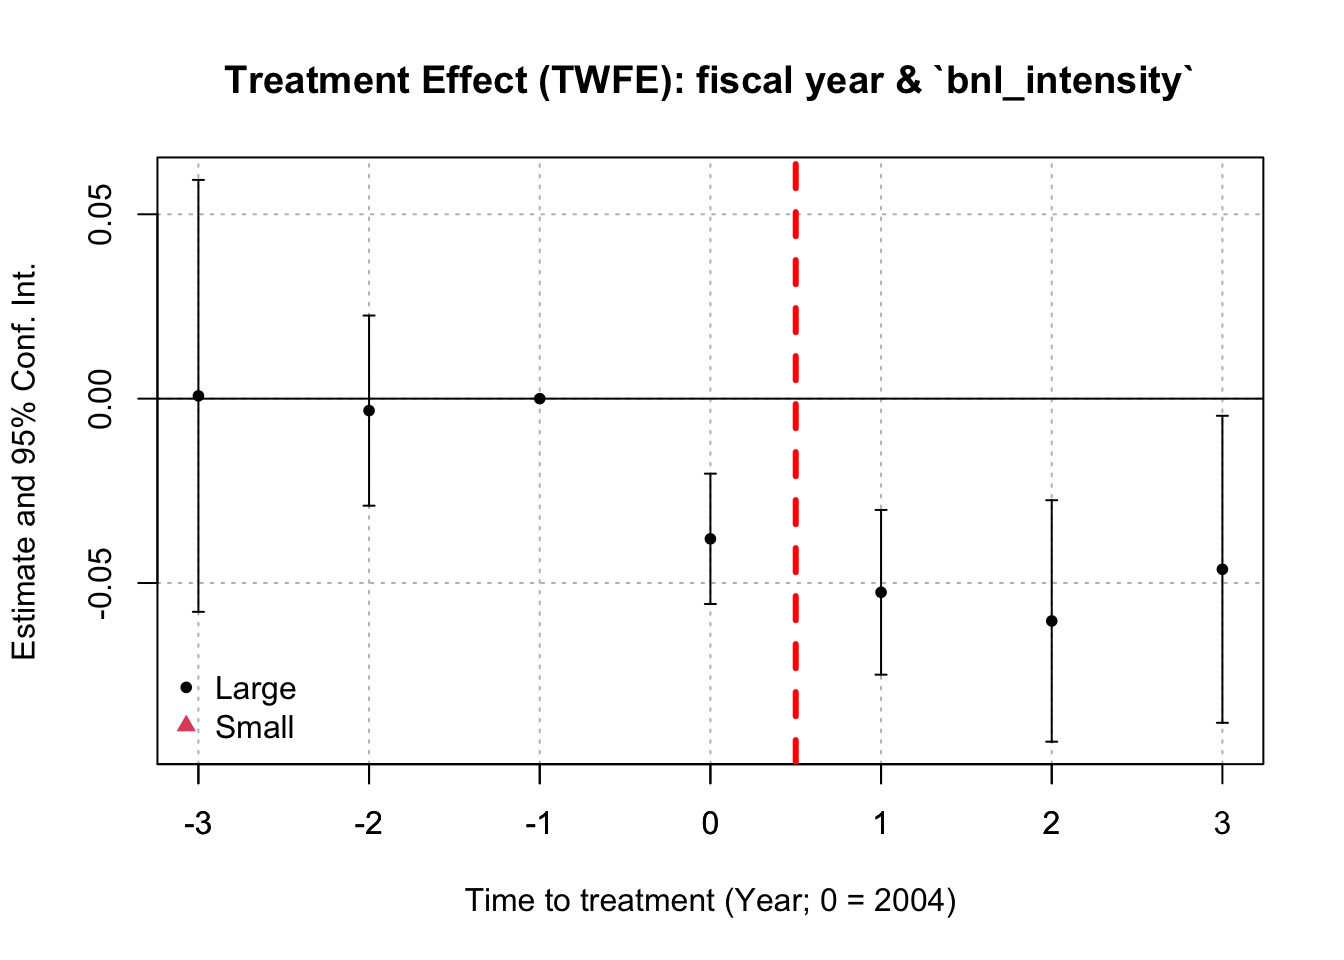 Treatment Effect (TWFE): fiscal year & `bnl_intensity`
Estimate and 95% Conf. Int.
0.05
0.00
-0.05
Large
Small
-3 -2 -1 0 1 2 3
Time to treatment (Year; 0 = 2004)